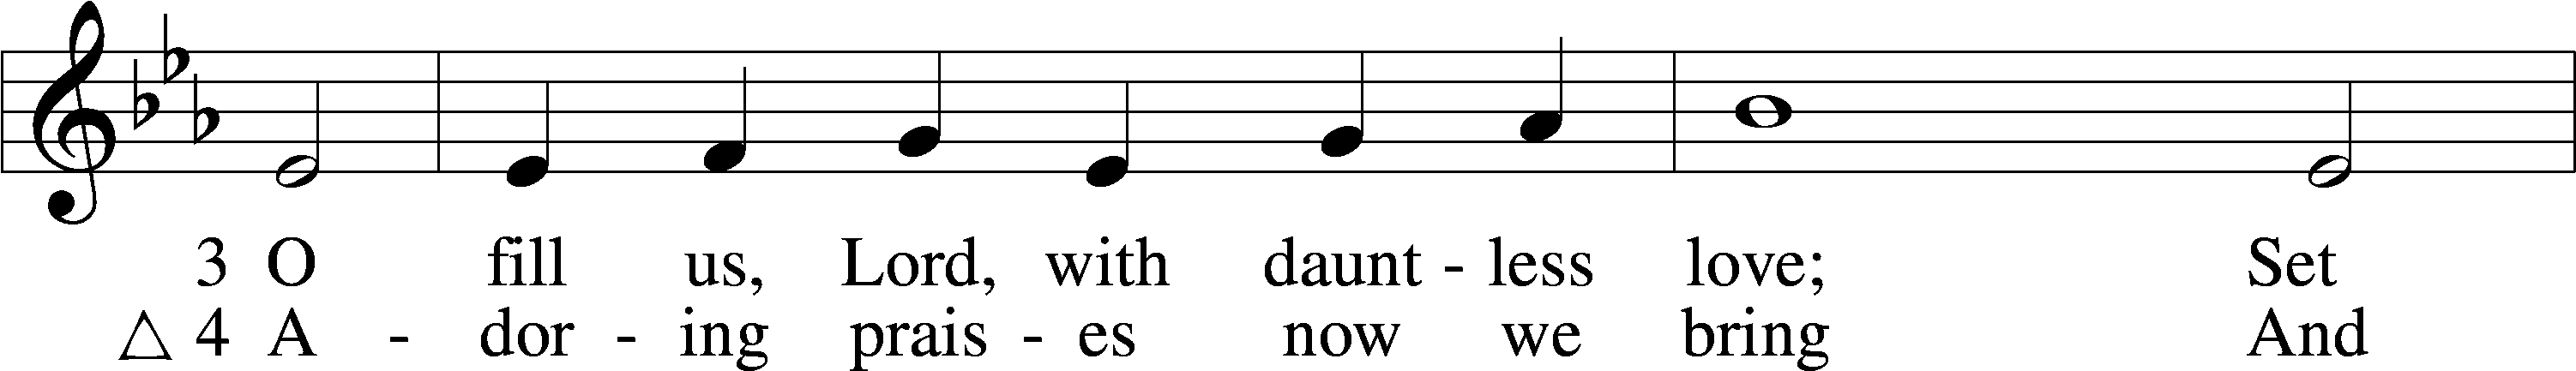 3 O fill us, Lord, with daunt - less love; Set
△ 4 A - dor - ing prais - es now we bring And